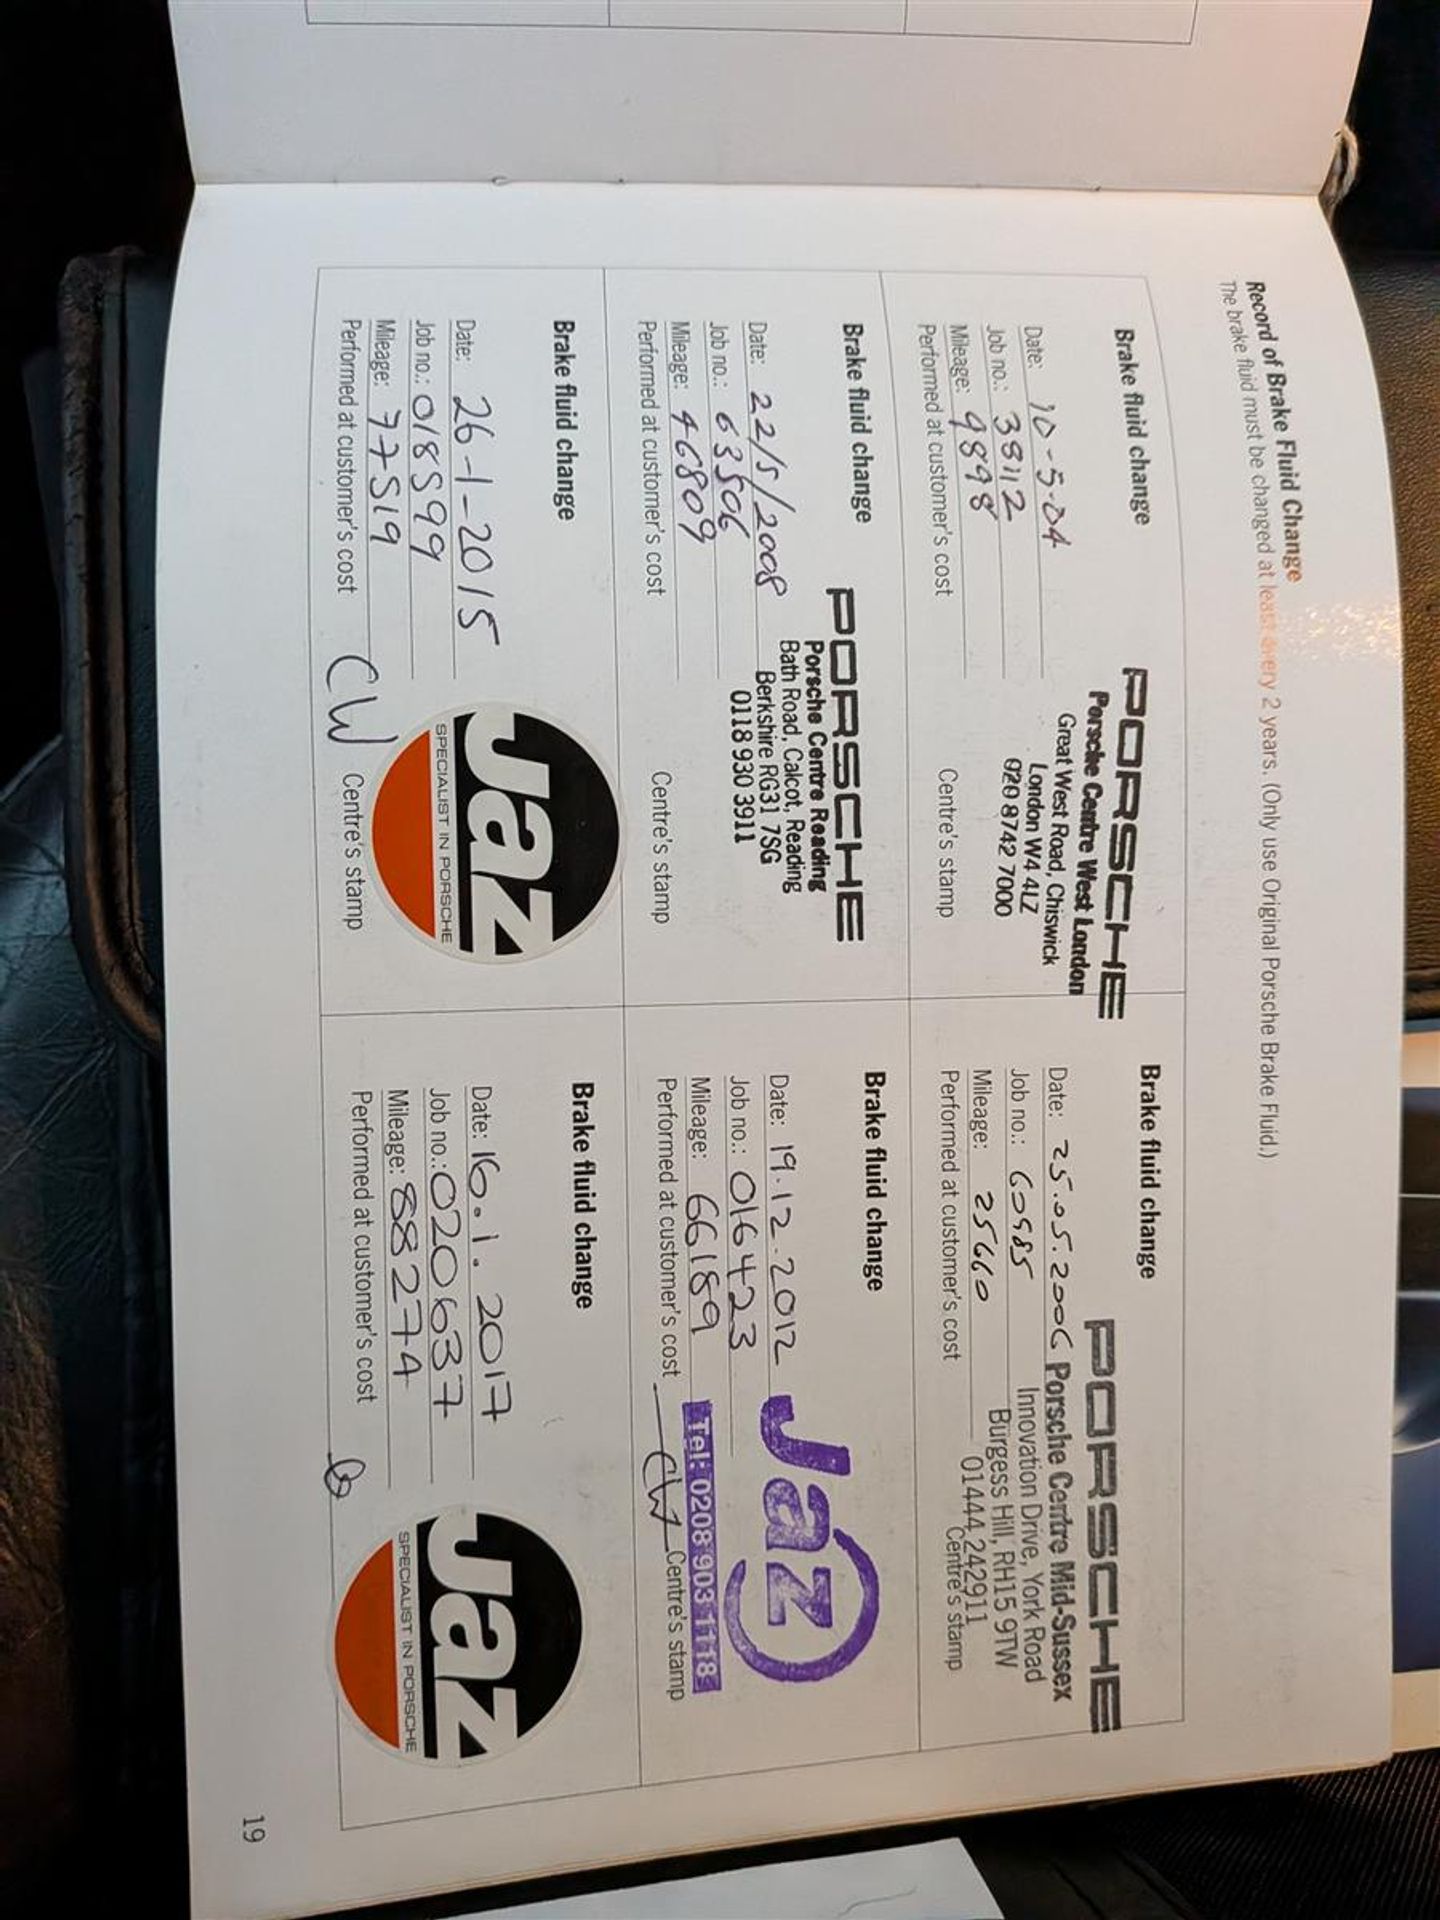 Record of Brake Fluid Change
The brake fluid must be changed at least every 2 years. (Only use Original Porsche Brake Fluid.)
Brake fluid change
Date: 10-5-04
Job no.: 38112
Mileage: 9898
Performed at customer's cost
PORSCHE
Porsche Centre West London
Great West Road, Chiswick
London W4 4LZ
020 8742 7000
Centre's stamp
Brake fluid change
Date: 25.05.2006
Job no.: 60985
Mileage: 25660
Performed at customer's cost
PORSCHE
Porsche Centre Mid-Sussex
Innovation Drive, York Road
Burgess Hill, RH15 9TW
01444 242911
Centre's stamp
Brake fluid change
Date: 22/5/2008
Job no.: 63506
Mileage: 46809
Performed at customer's cost
PORSCHE
Porsche Centre Reading
Bath Road, Calcot, Reading
Berkshire RG31 7SG
0118 930 3911
Centre's stamp
Brake fluid change
Date: 19.12.2012
Job no.: 016423
Mileage: 66189
Performed at customer's cost
Jaz
Tel: 0208 903 1118
CW
Centre's stamp
Brake fluid change
Date: 26-1-2015
Job no.: 018599
Mileage: 77519
Performed at customer's cost
Jaz
SPECIALIST IN PORSCHE
CW
Centre's stamp
Brake fluid change
Date: 16.1.2017
Job no.: 020637
Mileage: 88274
Performed at customer's cost
Jaz
SPECIALIST IN PORSCHE
19